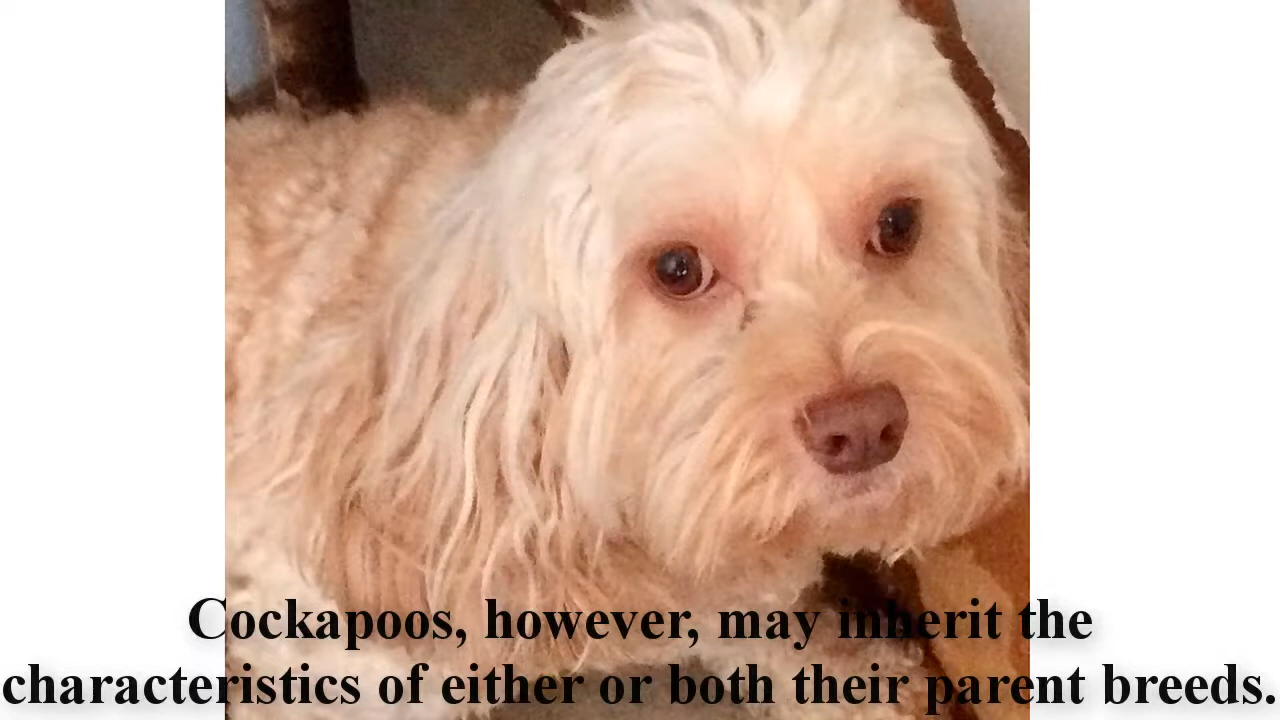 Cockapoos, however, may inherit the
characteristics of either or both their parent breeds.